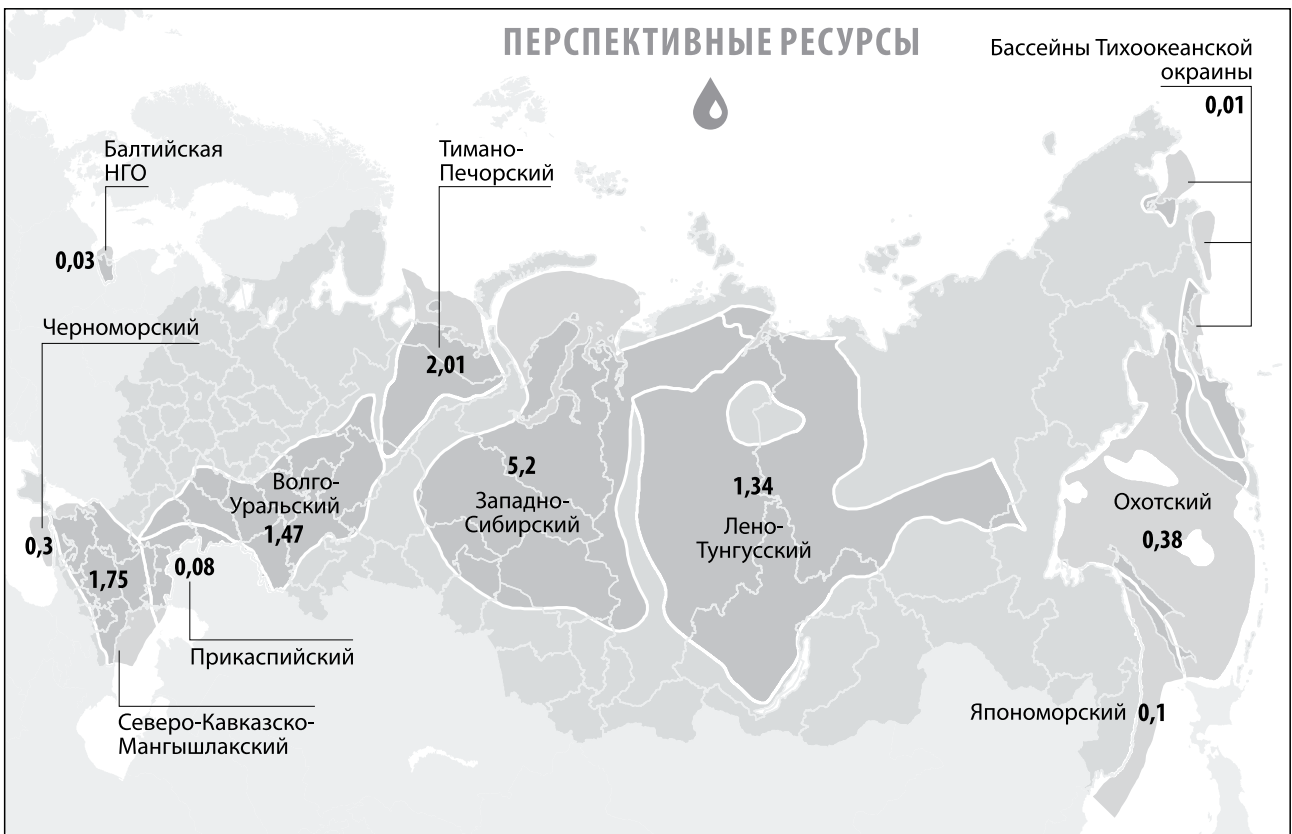 ПЕРСПЕКТИВНЫЕ РЕСУРСЫ
Бассейны Тихоокеанской
окраины
0,01
Балтийская
НГО
0,03
Тимано-
Печорский
2,01
Черноморский
0,3
Волго-
Уральский
1,47
5,2
Западно-
Сибирский
1,34
Лено-
Тунгусский
Охотский
0,38
1,75
0,08
Прикаспийский
Северо-Кавказско-
Мангышлакский
Япономорский 0,1